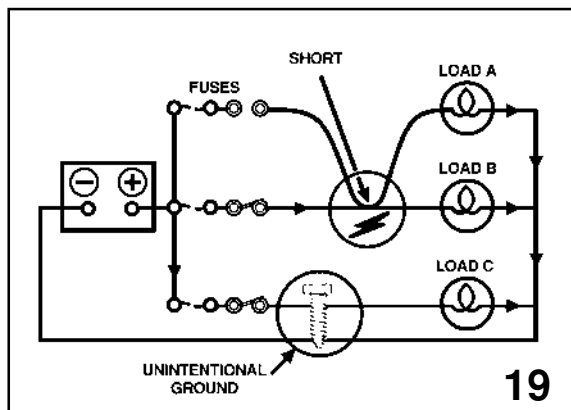 SHORT
LOAD A
FUSES
− +
LOAD B
LOAD C
UNINTENTIONAL
GROUND
19